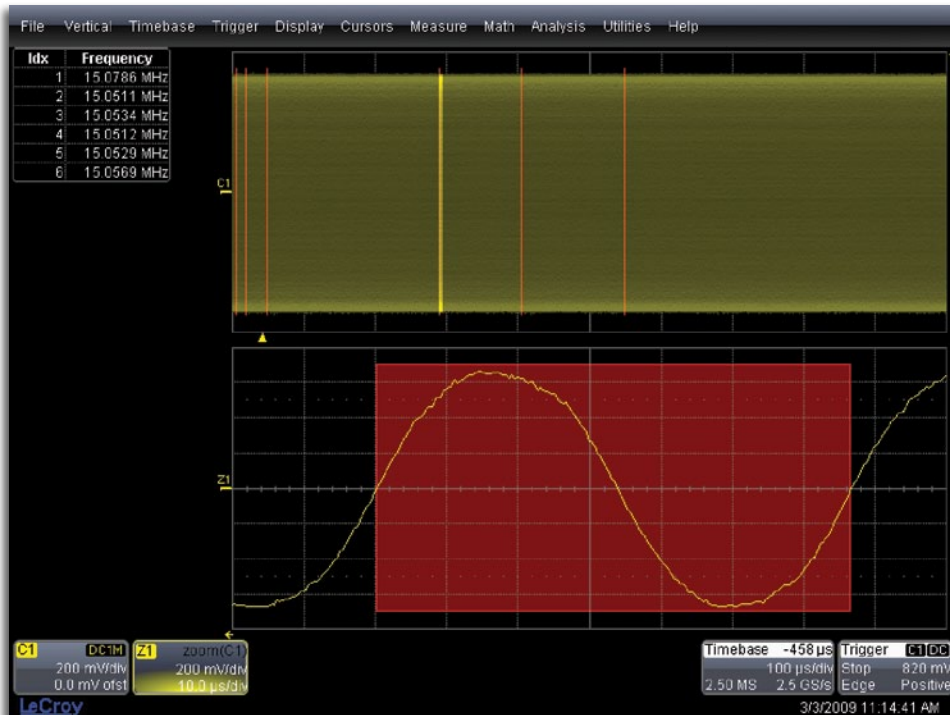 File Vertical Timebase Trigger Display Cursors Measure Math Analysis Utilities Help
Idx Frequency
1 15.0786 MHz
2 15.0511 MHz
3 15.0534 MHz
4 15.0512 MHz
5 15.0529 MHz
6 15.0569 MHz
C1
Z1
C1 DC1M
200 mV/div
0.0 mV ofst
Z1 zoom(C1)
200 mV/div
10.0 µs/div
Timebase -458 µs
100 µs/div
2.50 MS 2.5 GS/s
Trigger C1 DC
Stop 820 mV
Edge Positive
LeCroy
3/3/2009 11:14:41 AM